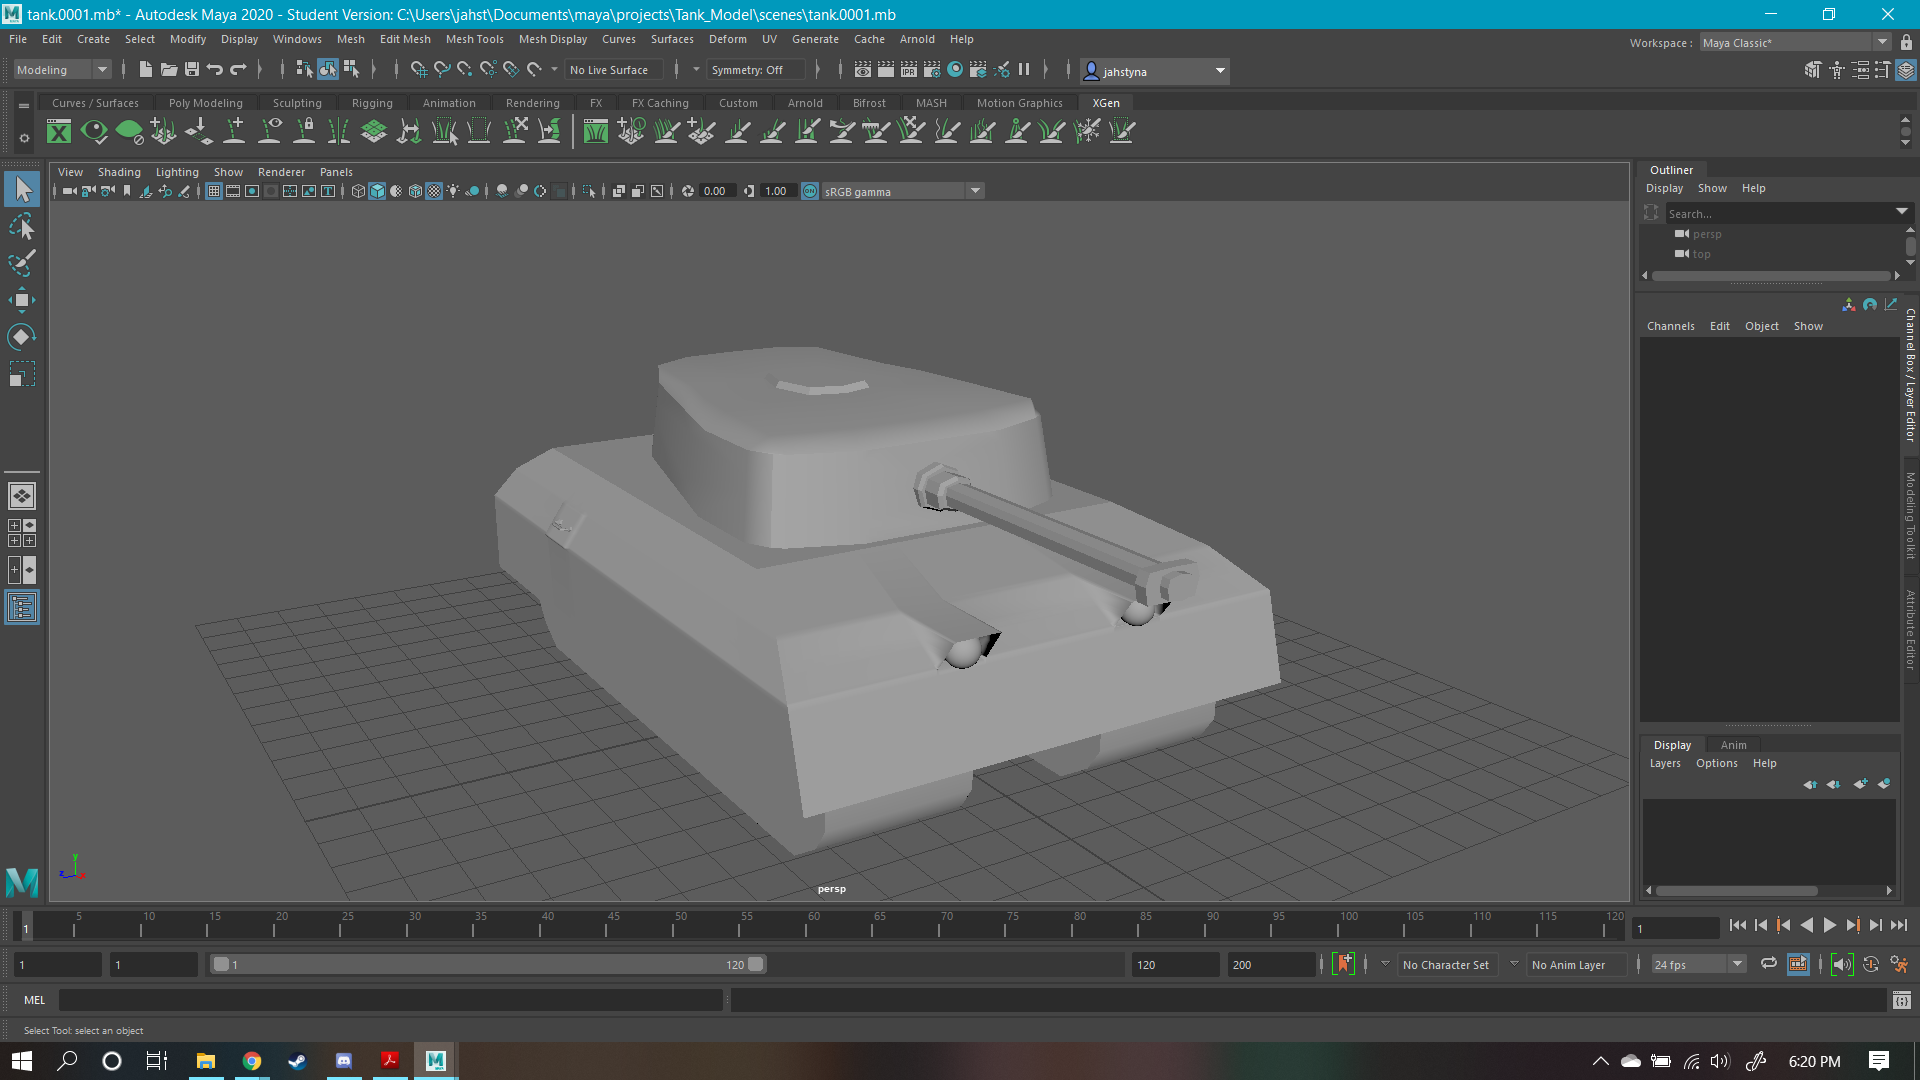 tank.0001.mb* - Autodesk Maya 2020 - Student Version: C:\Users\jahst\Documents\maya\projects\Tank_Model\scenes\tank.0001.mb
File Edit Create Select Modify Display Windows Mesh Edit Mesh Mesh Tools Mesh Display Curves Surfaces Deform UV Generate Cache Arnold Help
Workspace : Maya Classic*
Modeling No Live Surface Symmetry: Off jahstyna
Curves / Surfaces Poly Modeling Sculpting Rigging Animation Rendering FX FX Caching Custom Arnold Bifrost MASH Motion Graphics XGen
IPR
View Shading Lighting Show Renderer Panels
0.00 1.00 ON sRGB gamma
Outliner
Display Show Help
Search...
persp
top
Channels Edit Object Show
Channel Box / Layer Editor
Modeling Toolkit
Attribute Editor
Display Anim
Layers Options Help
y
z x
persp
1 5 10 15 20 25 30 35 40 45 50 55 60 65 70 75 80 85 90 95 100 105 110 115 120
1
1 1 1 120 120 200 No Character Set No Anim Layer 24 fps
MEL
Select Tool: select an object
6:20 PM